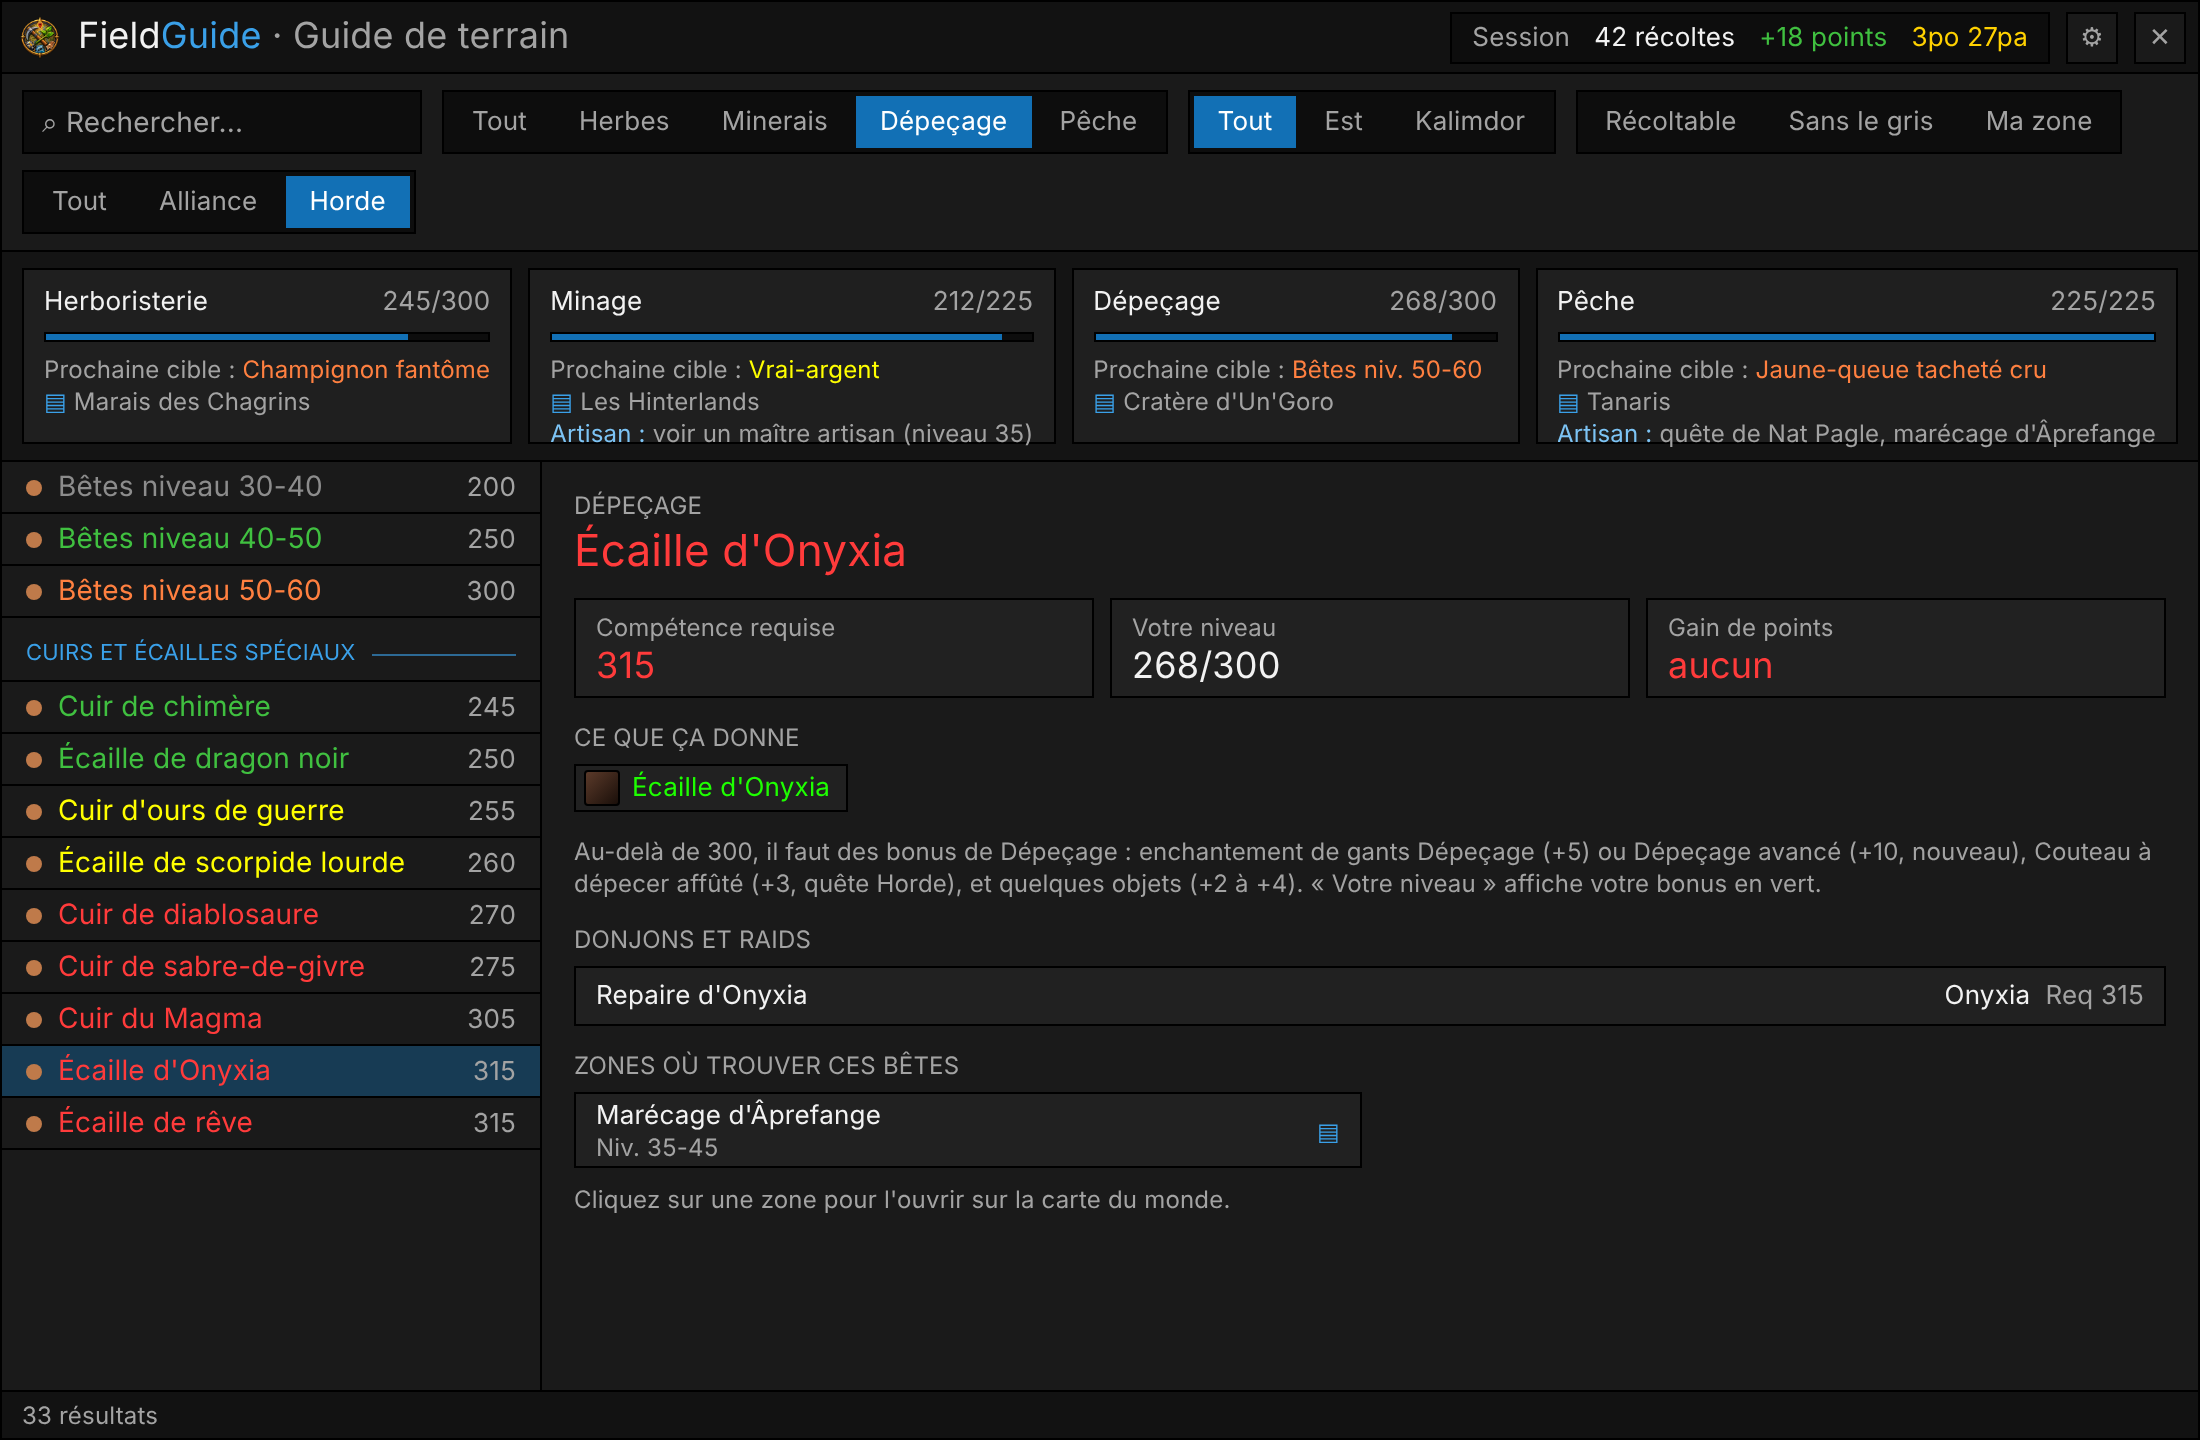 FieldGuide · Guide de terrain
Session 42 récoltes +18 points 3po 27pa
Rechercher...
Tout Herbes Minerais Dépeçage Pêche
Tout Est Kalimdor
Récoltable Sans le gris Ma zone
Tout Alliance Horde
Herboristerie 245/300
Prochaine cible : Champignon fantôme
Marais des Chagrins
Minage 212/225
Prochaine cible : Vrai-argent
Les Hinterlands
Artisan : voir un maître artisan (niveau 35)
Dépeçage 268/300
Prochaine cible : Bêtes niv. 50-60
Cratère d'Un'Goro
Pêche 225/225
Prochaine cible : Jaune-queue tacheté cru
Tanaris
Artisan : quête de Nat Pagle, marécage d'Âprefange
Bêtes niveau 30-40 200
Bêtes niveau 40-50 250
Bêtes niveau 50-60 300
CUIRS ET ÉCAILLES SPÉCIAUX
Cuir de chimère 245
Écaille de dragon noir 250
Cuir d'ours de guerre 255
Écaille de scorpide lourde 260
Cuir de diablosaure 270
Cuir de sabre-de-givre 275
Cuir du Magma 305
Écaille d'Onyxia 315
Écaille de rêve 315
DÉPEÇAGE
Écaille d'Onyxia
Compétence requise
315
Votre niveau
268/300
Gain de points
aucun
CE QUE ÇA DONNE
Écaille d'Onyxia
Au-delà de 300, il faut des bonus de Dépeçage : enchantement de gants Dépeçage (+5) ou Dépeçage avancé (+10, nouveau), Couteau à
dépecer affûté (+3, quête Horde), et quelques objets (+2 à +4). « Votre niveau » affiche votre bonus en vert.
DONJONS ET RAIDS
Repaire d'Onyxia Onyxia Req 315
ZONES OÙ TROUVER CES BÊTES
Marécage d'Âprefange
Niv. 35-45
Cliquez sur une zone pour l'ouvrir sur la carte du monde.
33 résultats